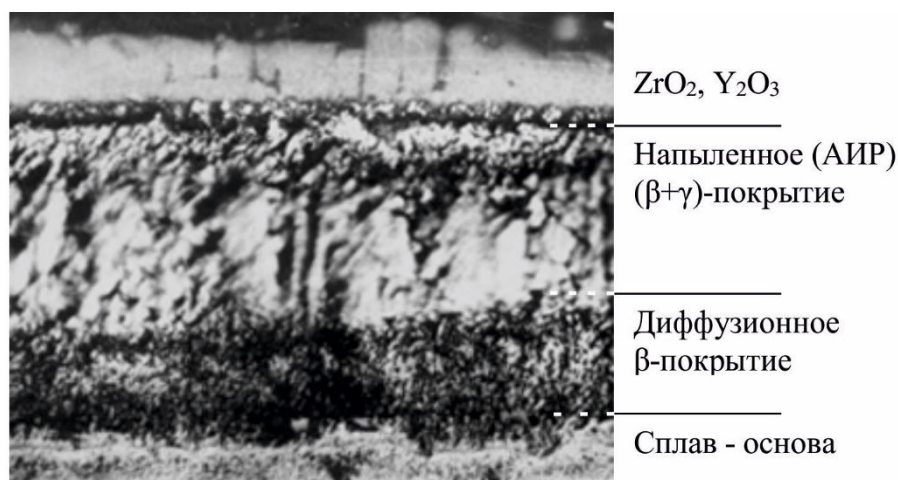 ZrO₂, Y₂O₃
Напыленное (АИР)
(β+γ)-покрытие
Диффузионное
β-покрытие
Сплав - основа